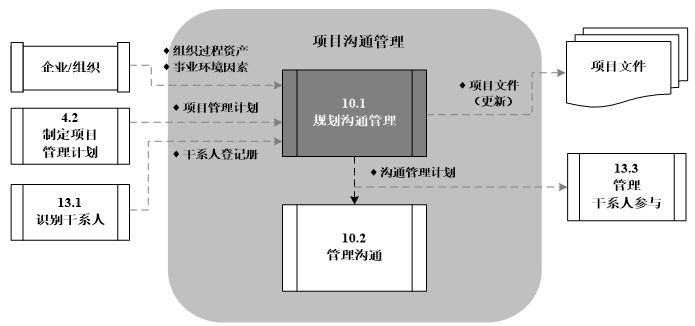 项目沟通管理
企业/组织
◆ 组织过程资产
◆ 事业环境因素
4.2
制定项目
管理计划
◆ 项目管理计划
13.1
识别干系人
◆ 干系人登记册
10.1
规划沟通管理
◆ 项目文件
（更新）
项目文件
◆ 沟通管理计划
10.2
管理沟通
13.3
管理
干系人参与